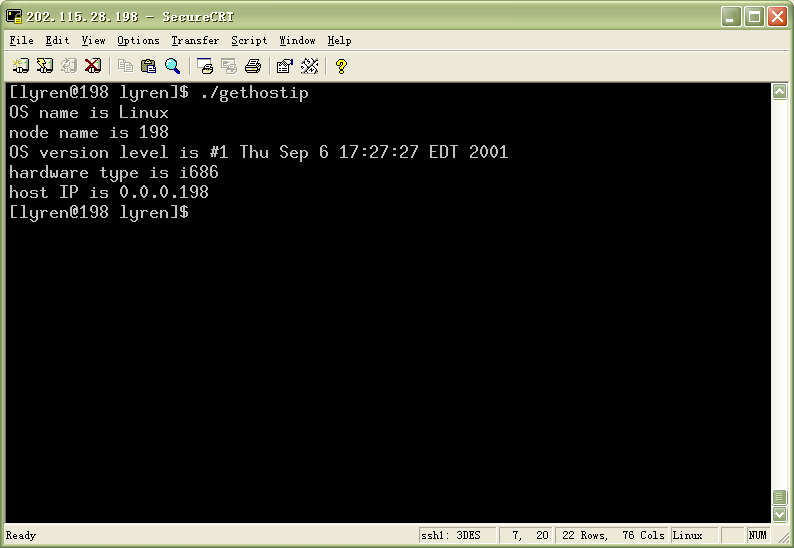 202.115.28.198 - SecureCRT
File Edit View Options Transfer Script Window Help
[lyren@198 lyren]$ ./gethostip
OS name is Linux
node name is 198
OS version level is #1 Thu Sep 6 17:27:27 EDT 2001
hardware type is i686
host IP is 0.0.0.198
[lyren@198 lyren]$
Ready ssh1: 3DES 7, 20 22 Rows, 76 Cols Linux NUM